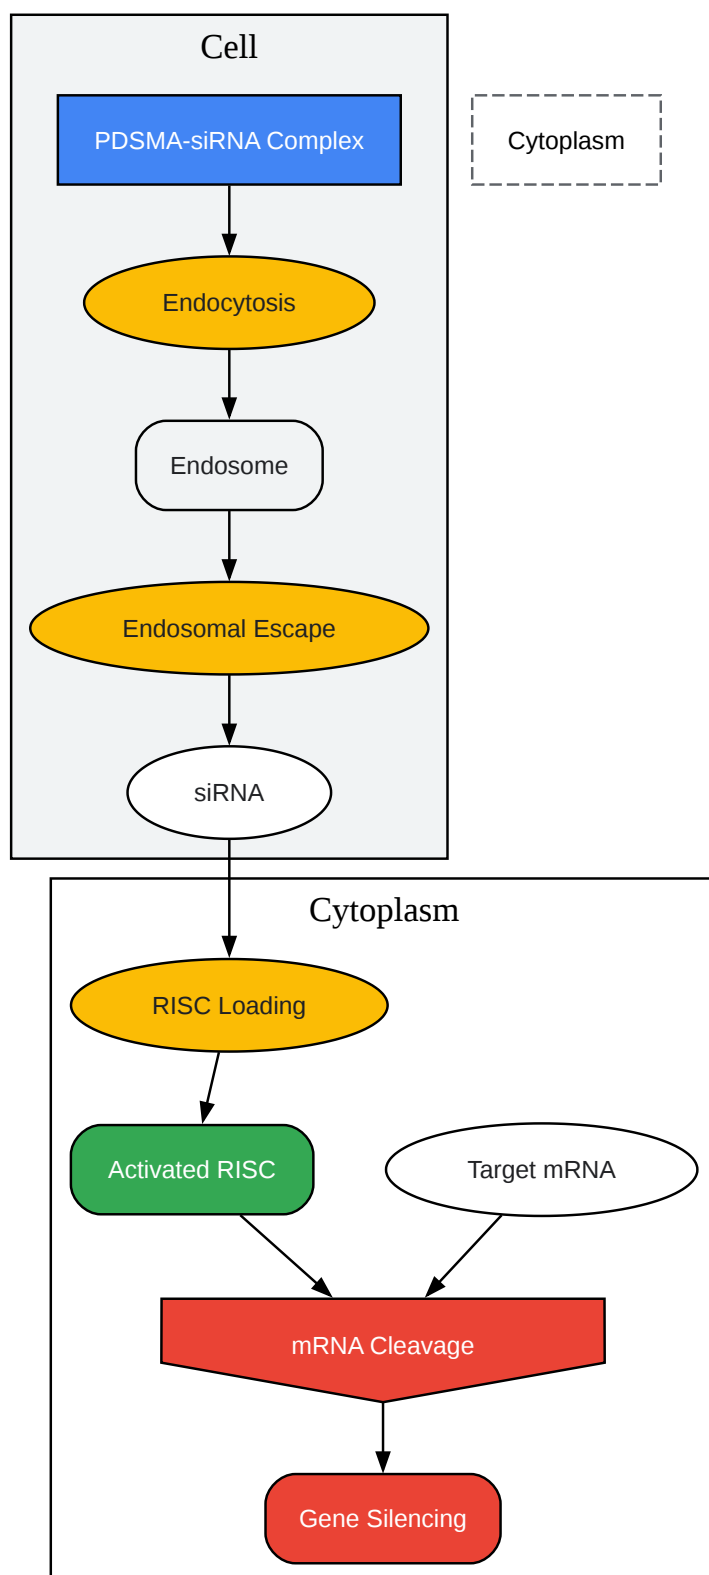 Cell
PDSMA-siRNA Complex
Cytoplasm
Endocytosis
Endosome
Endosomal Escape
siRNA
Cytoplasm
RISC Loading
Activated RISC
Target mRNA
mRNA Cleavage
Gene Silencing